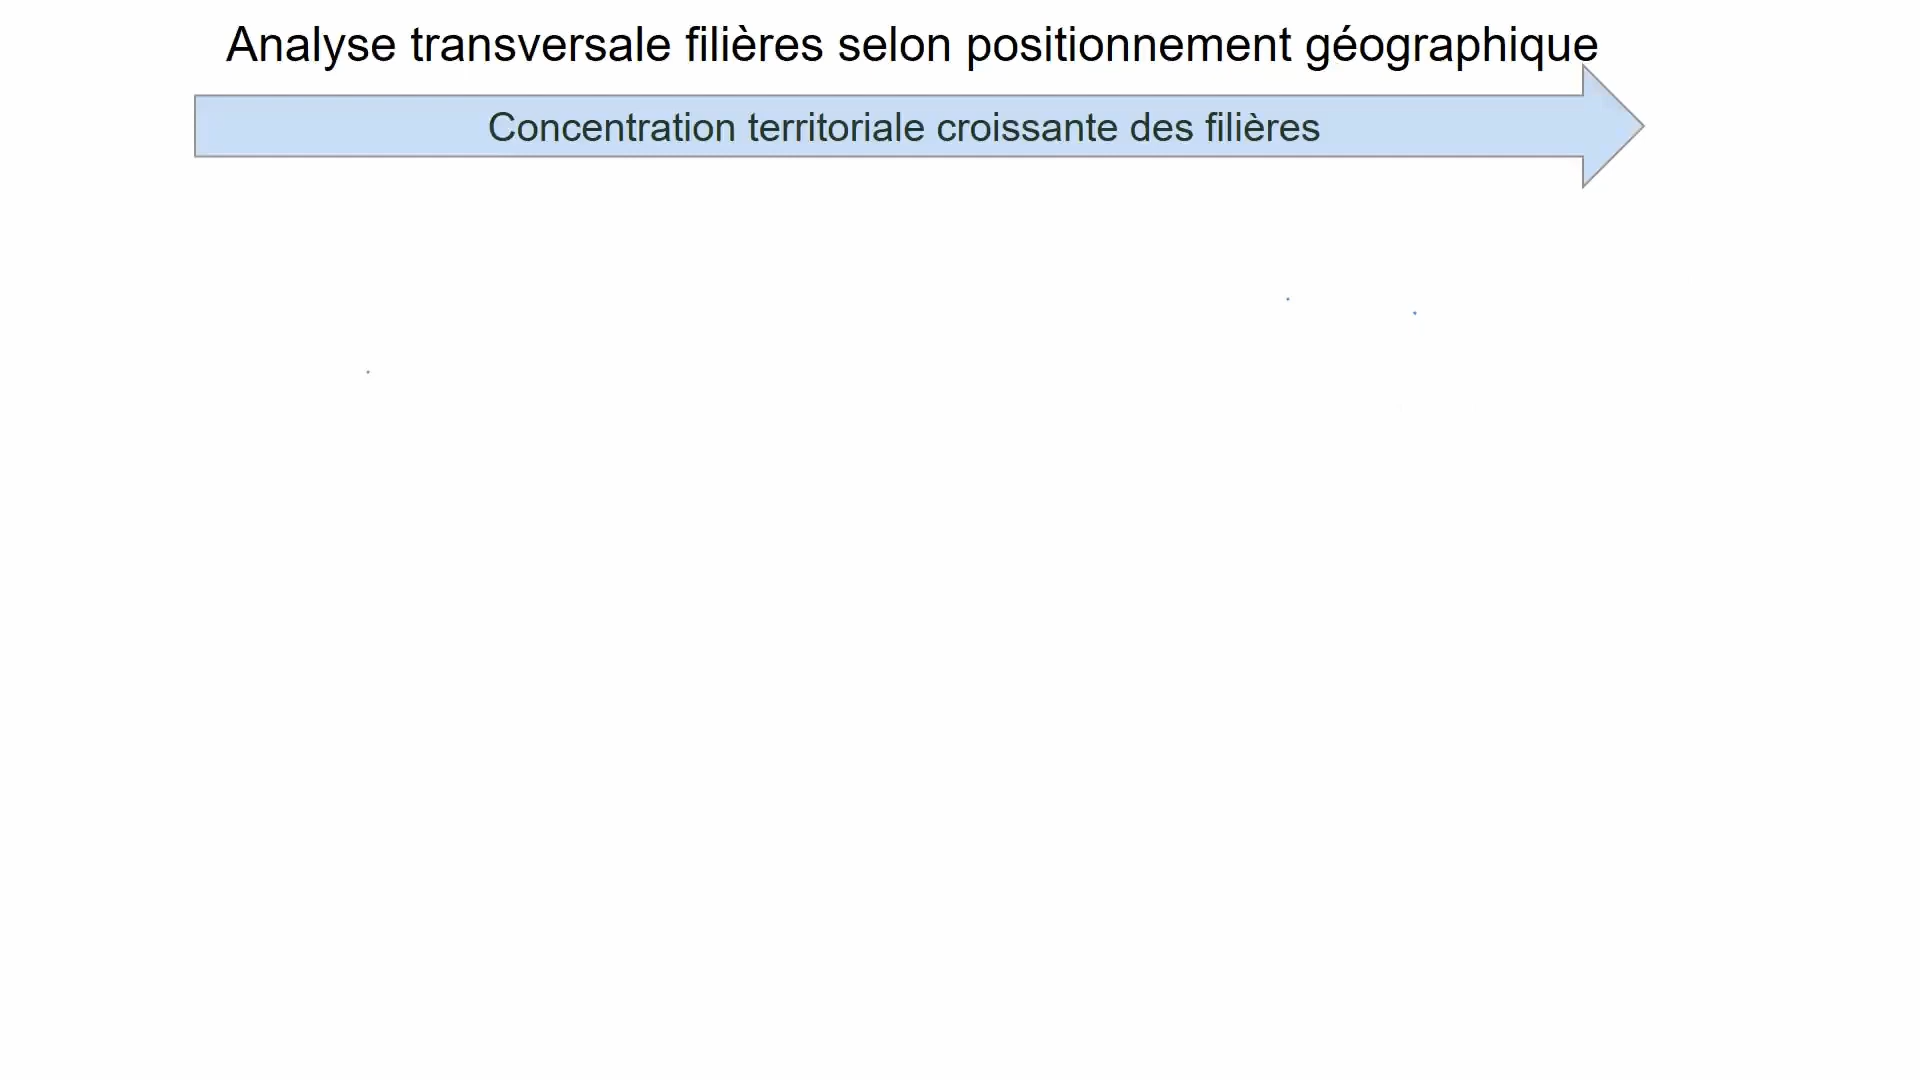 Analyse transversale filières selon positionnement géographique
Concentration territoriale croissante des filières